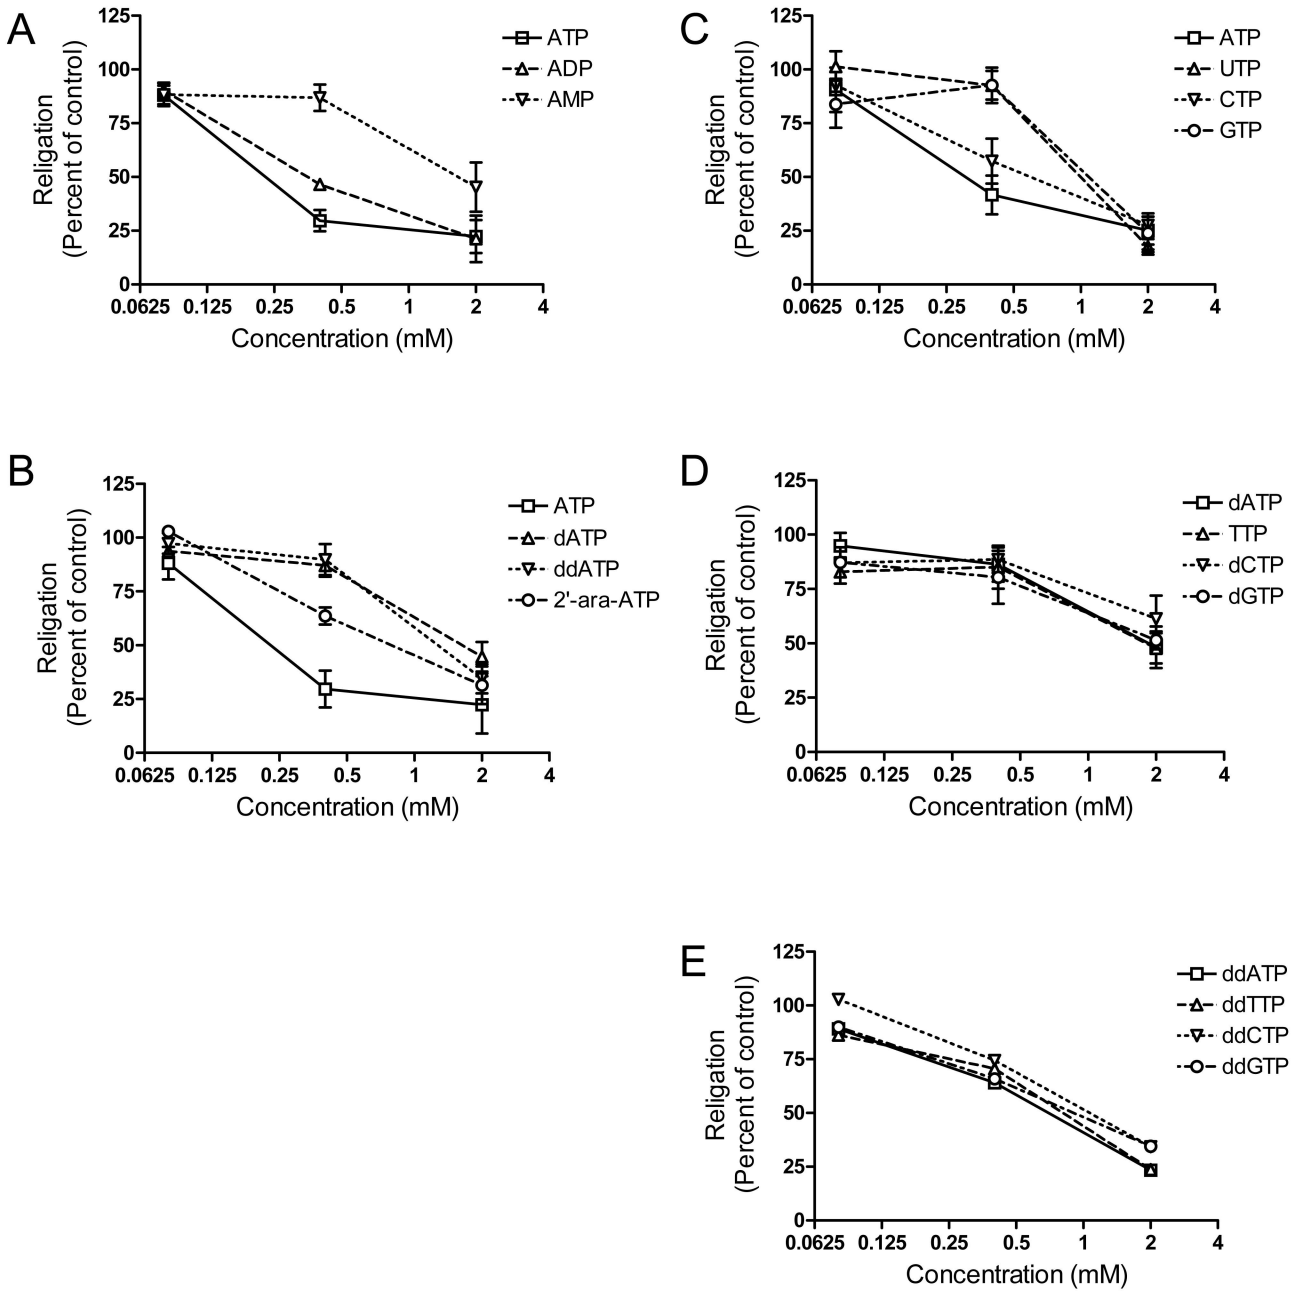 A
Religation
(Percent of control)
125
100
75
50
25
0
0.0625 0.125 0.25 0.5 1 2 4
Concentration (mM)
ATP
ADP
AMP
C
Religation
(Percent of control)
125
100
75
50
25
0
0.0625 0.125 0.25 0.5 1 2 4
Concentration (mM)
ATP
UTP
CTP
GTP
B
Religation
(Percent of control)
125
100
75
50
25
0
0.0625 0.125 0.25 0.5 1 2 4
Concentration (mM)
ATP
dATP
ddATP
2'-ara-ATP
D
Religation
(Percent of control)
125
100
75
50
25
0
0.0625 0.125 0.25 0.5 1 2 4
Concentration (mM)
dATP
TTP
dCTP
dGTP
E
Religation
(Percent of control)
125
100
75
50
25
0
0.0625 0.125 0.25 0.5 1 2 4
Concentration (mM)
ddATP
ddTTP
ddCTP
ddGTP